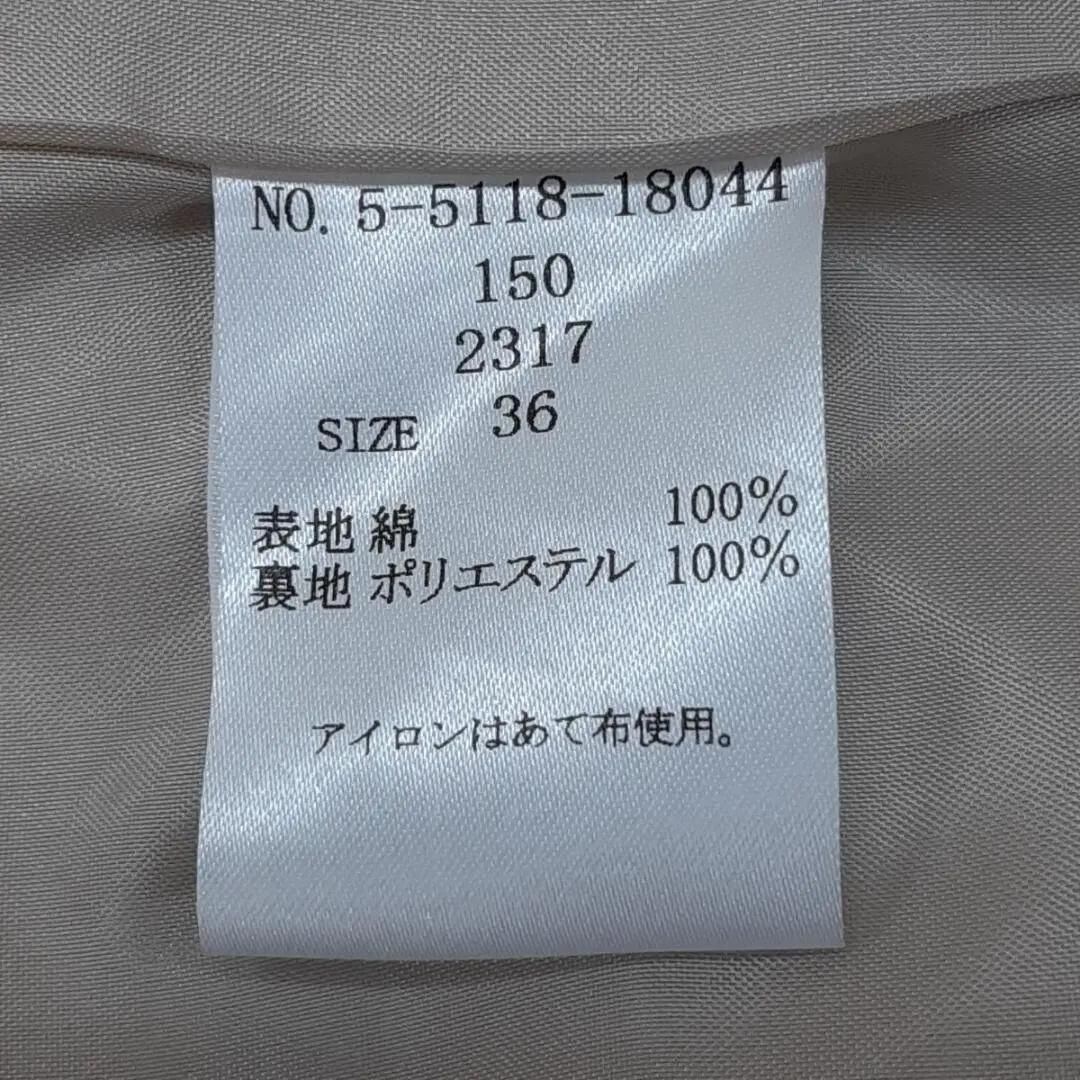 NO. 5-5118-18044
150
2317
SIZE 36
表地 綿 100%
裏地 ポリエステル 100%
アイロンはあて布使用。